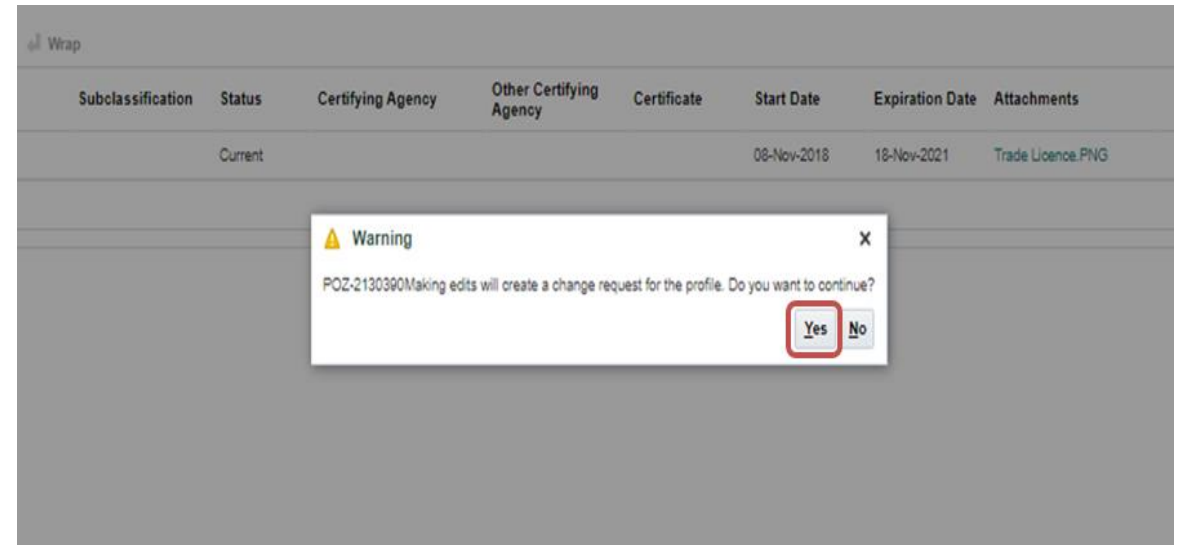 Wrap
Subclassification Status Certifying Agency Other Certifying Agency Certificate Start Date Expiration Date Attachments
Current 08-Nov-2018 18-Nov-2021 Trade Licence.PNG
Warning X
POZ-2130390Making edits will create a change request for the profile. Do you want to continue?
Yes No